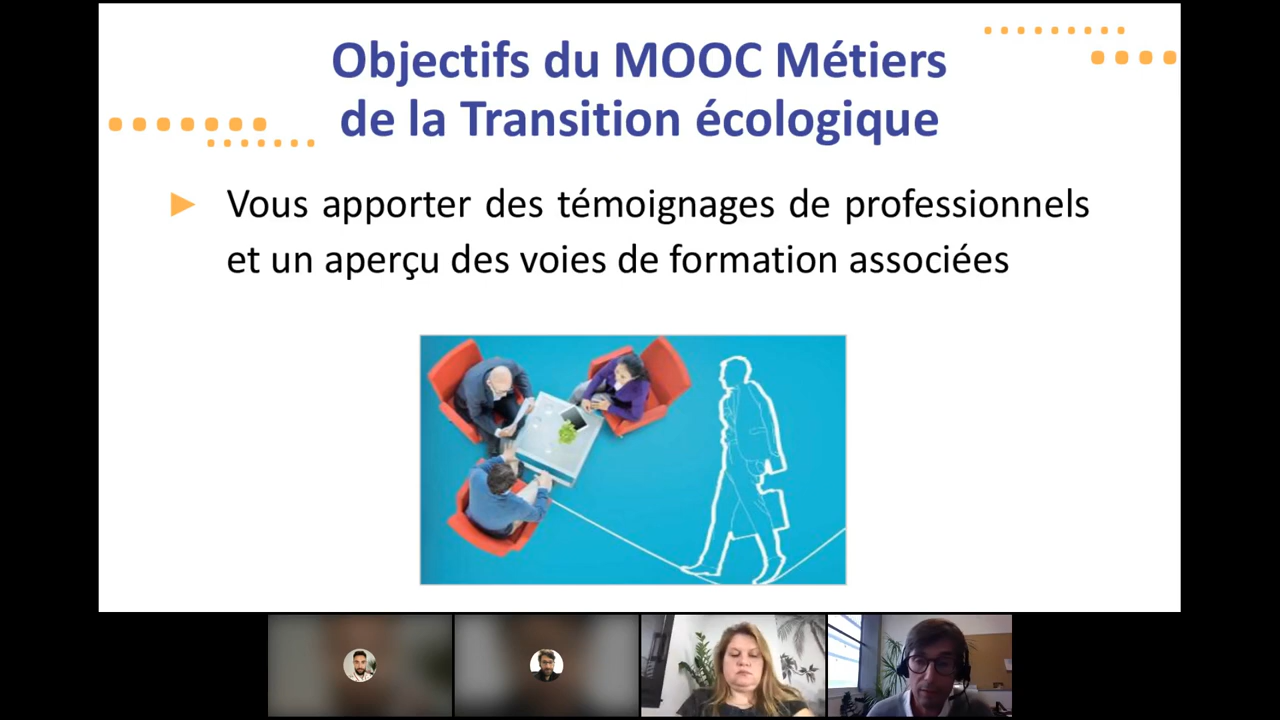 Objectifs du MOOC Métiers
de la Transition écologique
Vous apporter des témoignages de professionnels
et un aperçu des voies de formation associées